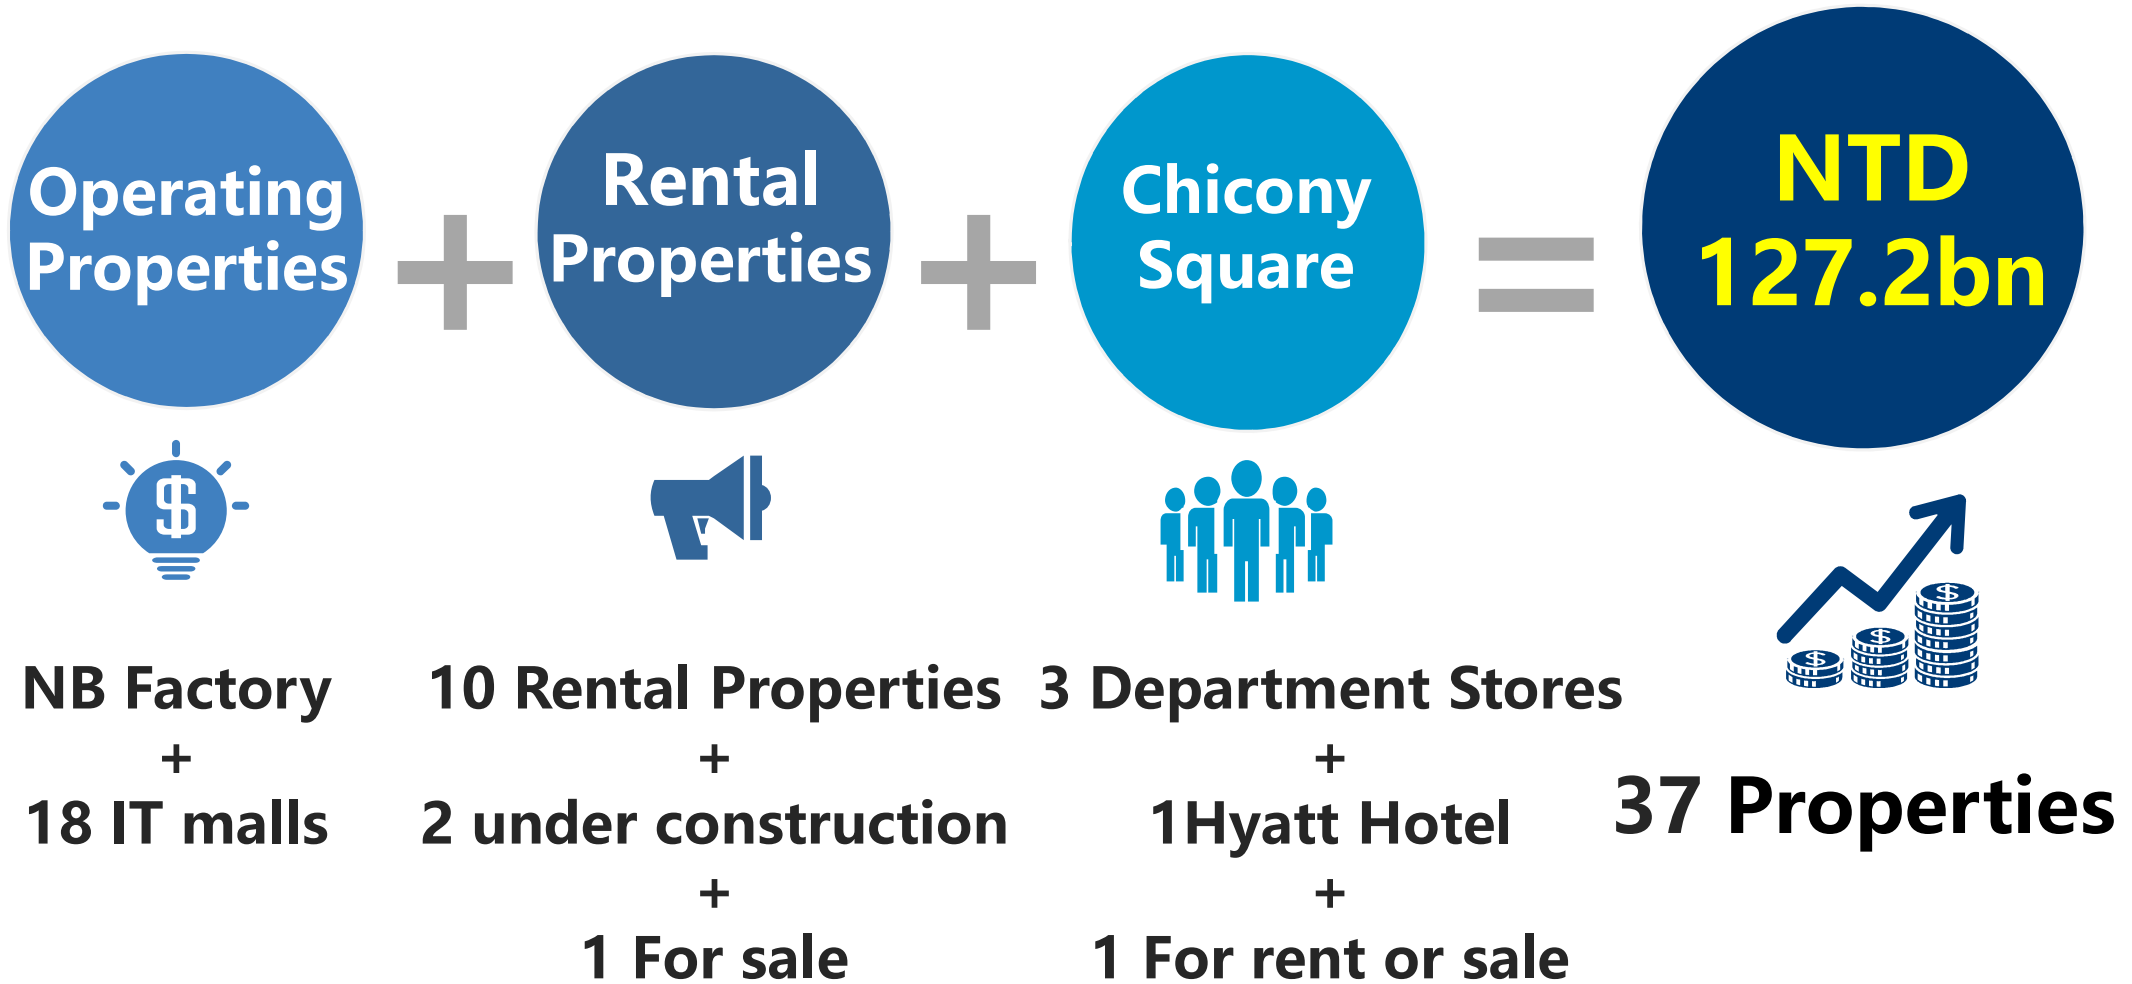 Operating
Properties
+
Rental
Properties
+
Chicony
Square
=
NTD
127.2bn
NB Factory
+
18 IT malls
10 Rental Properties
+
2 under construction
+
1 For sale
3 Department Stores
+
1Hyatt Hotel
+
1 For rent or sale
37 Properties